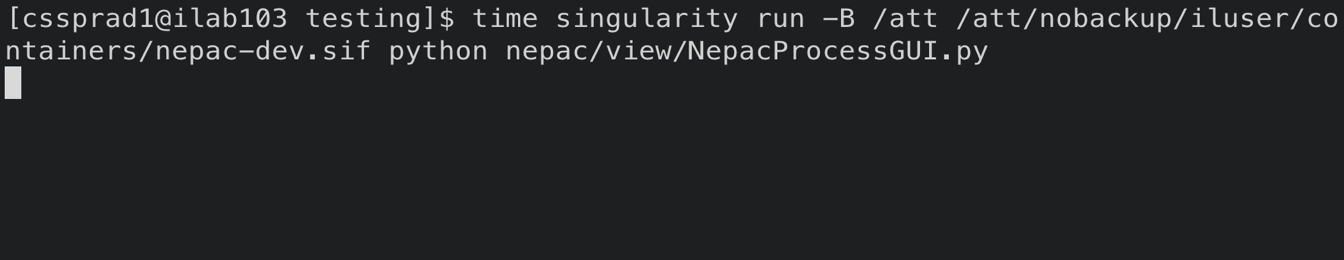 [cssprad1@ilab103 testing]$ time singularity run -B /att /att/nobackup/iluser/co
ntainers/nepac-dev.sif python nepac/view/NepacProcessGUI.py